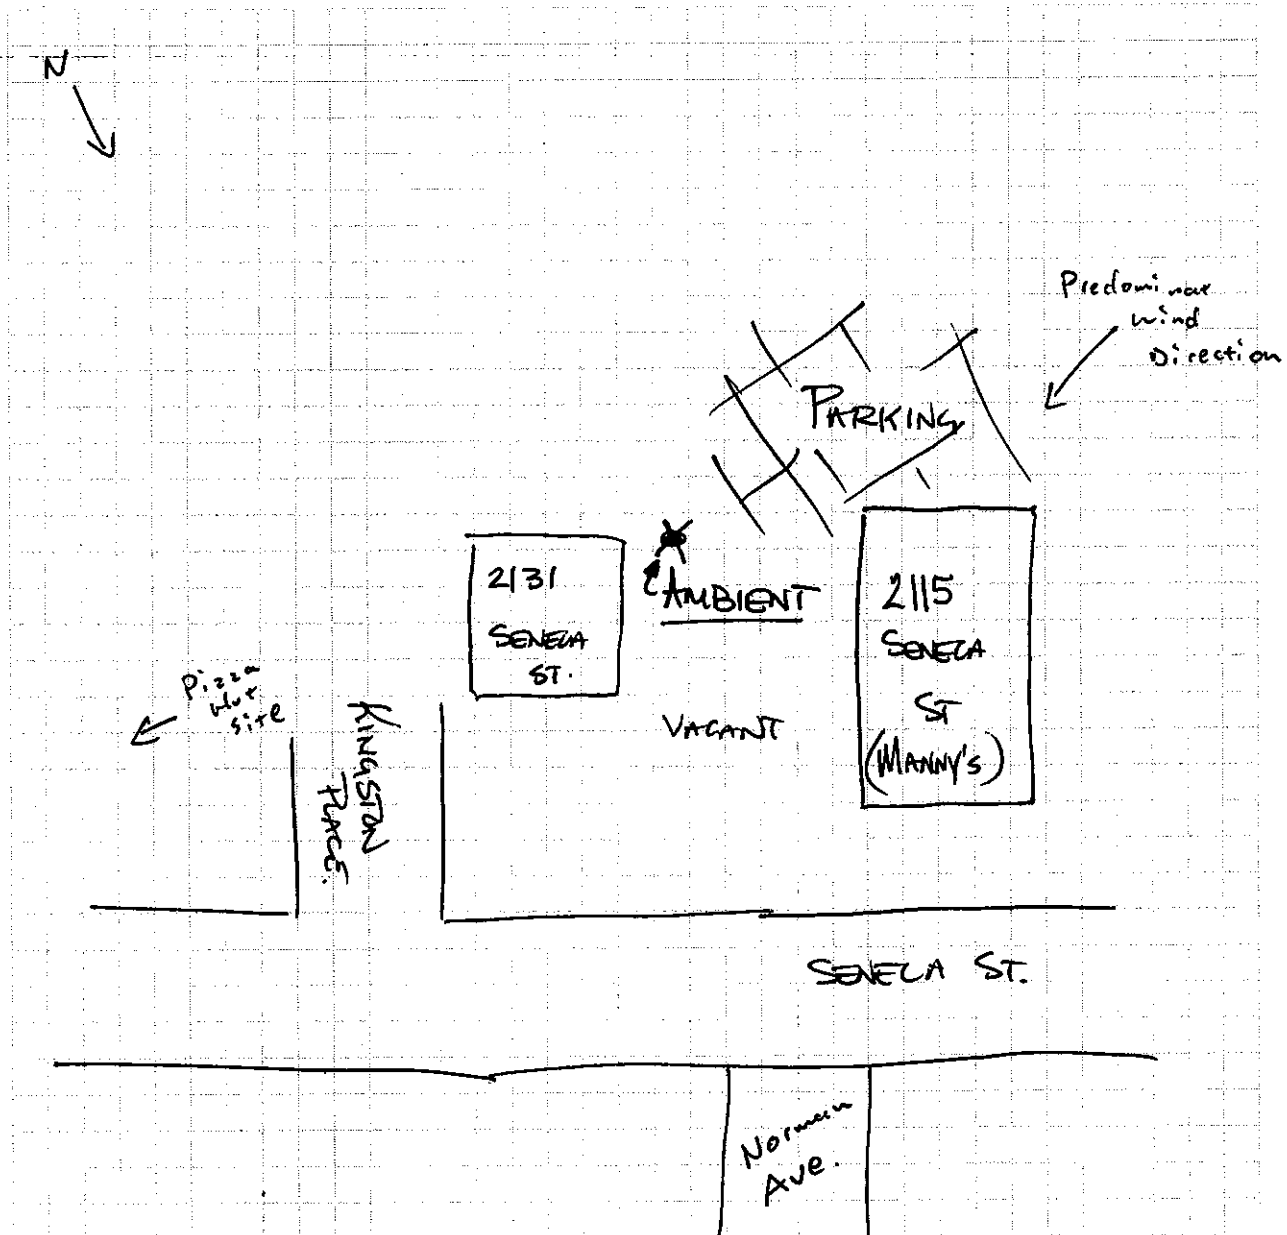 N
Predominant
Wind
Direction
PARKING
2131
SENECA
ST.
AMBIENT
2115
SENECA
ST
(MANNY'S)
Pizza
Hut
site
KINGSTON
PLACE.
VACANT
SENECA ST.
Norman
Ave.